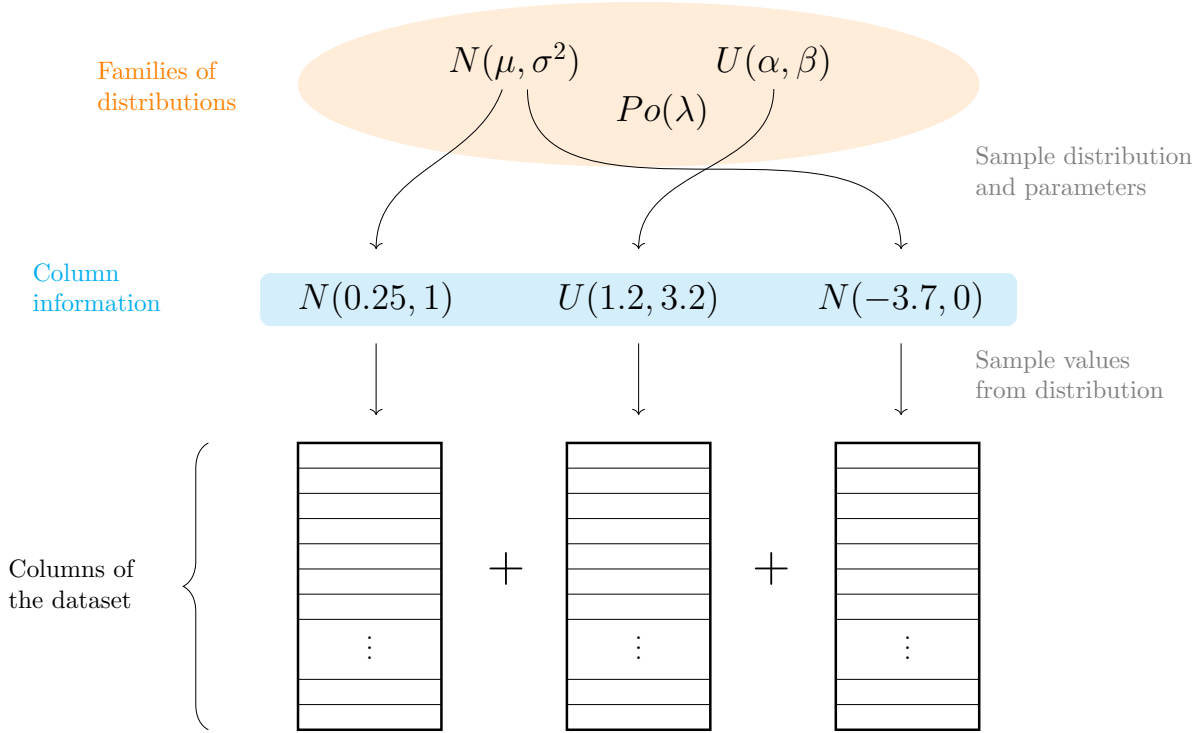 Families of
distributions
N(μ, σ²)
U(α, β)
Po(λ)
Sample distribution
and parameters
Column
information
N(0.25, 1)
U(1.2, 3.2)
N(−3.7, 0)
Sample values
from distribution
Columns of
the dataset
+
+
⋮
⋮
⋮